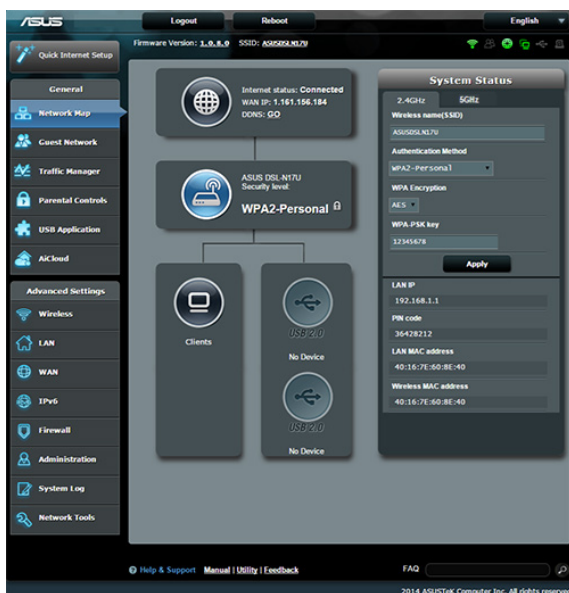 ASUS
Logout
Reboot
English
Quick Internet Setup
Firmware Version: 1.0.8.0 SSID: ASUSDSLN17U
General
Network Map
Guest Network
Traffic Manager
Parental Controls
USB Application
AiCloud
Advanced Settings
Wireless
LAN
WAN
IPv6
Firewall
Administration
System Log
Network Tools
Internet status: Connected
WAN IP: 1.161.156.184
DDNS: GO
ASUS DSL-N17U
Security level:
WPA2-Personal
Clients
USB 2.0
No Device
USB 2.0
No Device
System Status
2.4GHz
5GHz
Wireless name(SSID)
ASUSDSLN17U
Authentication Method
WPA2-Personal
WPA Encryption
AES
WPA-PSK key
12345678
Apply
LAN IP
192.168.1.1
PIN code
36428212
LAN MAC address
40:16:7E:60:8E:40
Wireless MAC address
40:16:7E:60:8E:40
Help & Support Manual | Utility | Feedback
FAQ
2014 ASUSTeK Computer Inc. All rights reserved